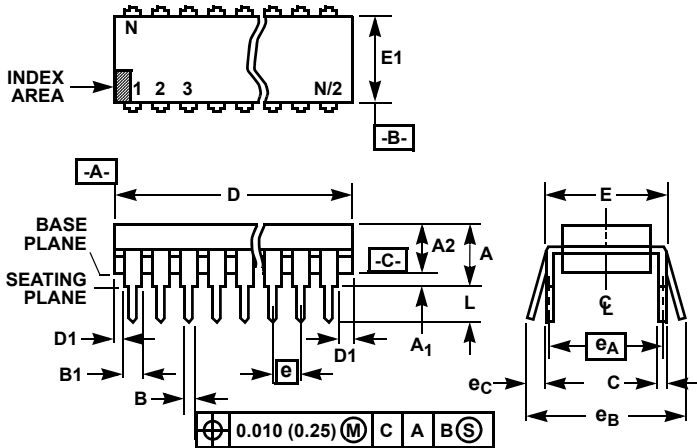 N
E1
INDEX
AREA
1 2 3 N/2
-B-
-A-
D
E
BASE
PLANE
A2
A
-C-
SEATING
PLANE
L
C
L
D1
A1
D1
eA
B1
e
eC
C
B
eB
0.010 (0.25) M C A B S